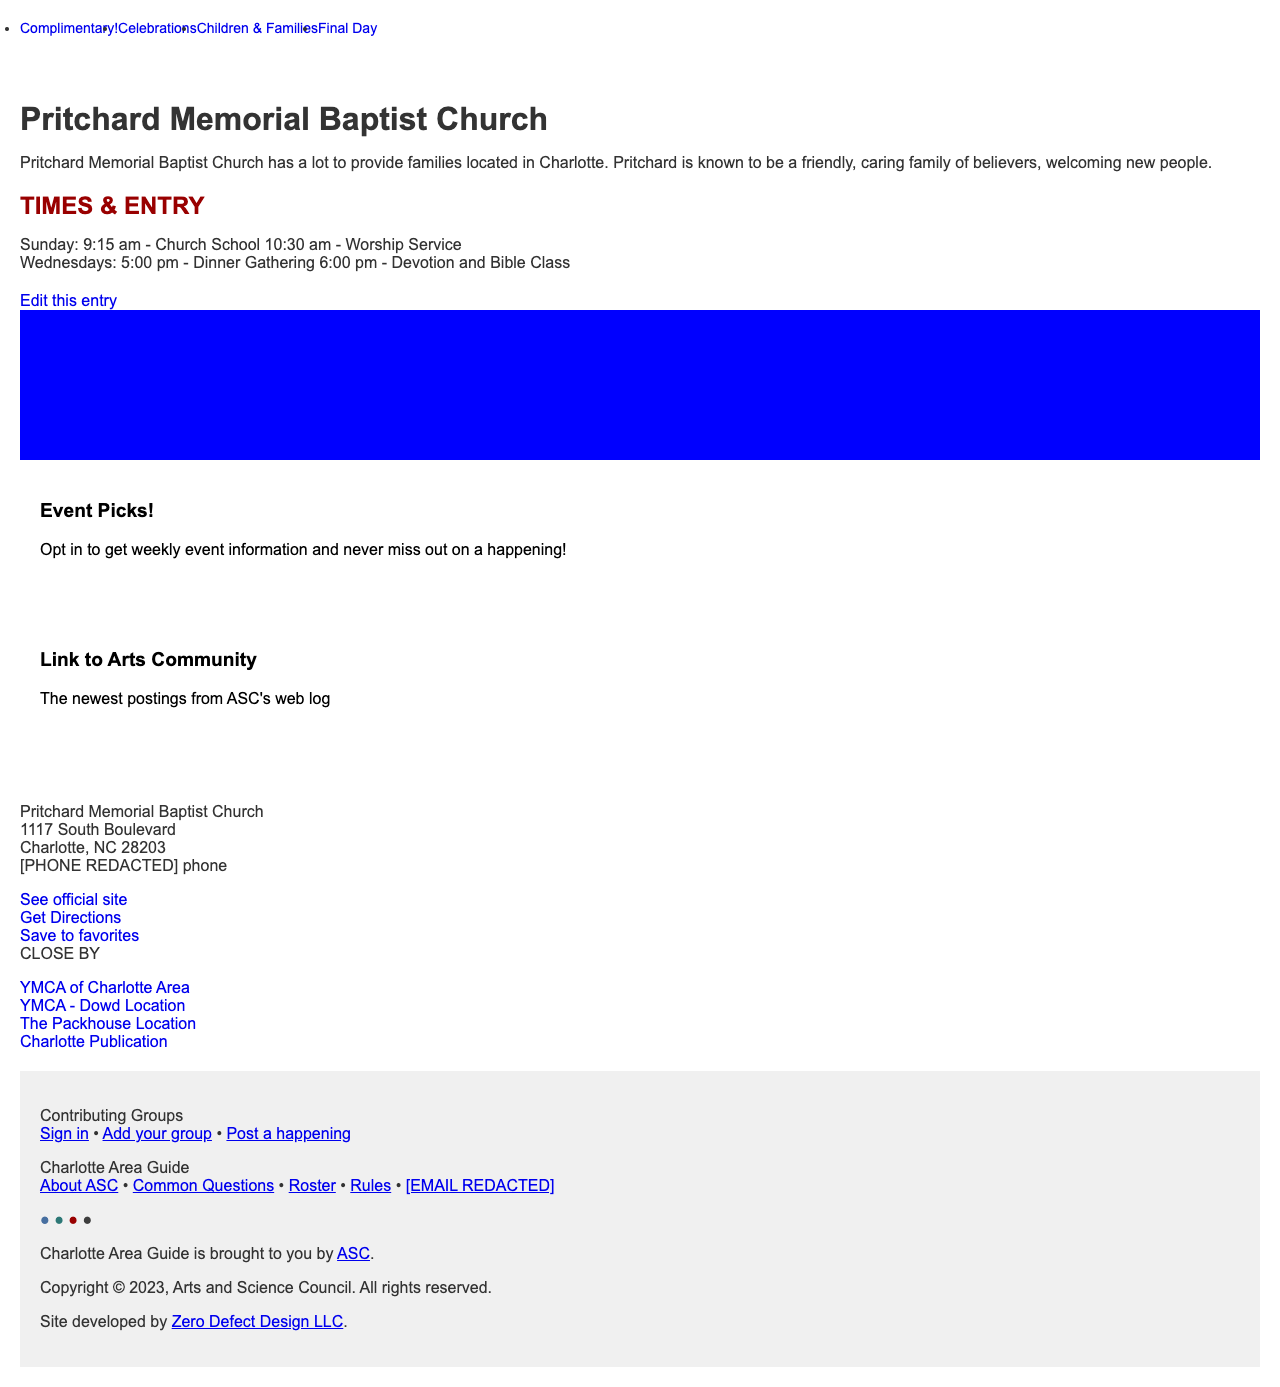 Complimentary! Celebrations Children & Families Final Day
Pritchard Memorial Baptist Church
Pritchard Memorial Baptist Church has a lot to provide families located in Charlotte. Pritchard is known to be a friendly, caring family of believers, welcoming new people.
TIMES & ENTRY
Sunday: 9:15 am - Church School 10:30 am - Worship Service
Wednesdays: 5:00 pm - Dinner Gathering 6:00 pm - Devotion and Bible Class
Edit this entry
Event Picks!
Opt in to get weekly event information and never miss out on a happening!
Link to Arts Community
The newest postings from ASC's web log
Pritchard Memorial Baptist Church
1117 South Boulevard
Charlotte, NC 28203
[PHONE REDACTED] phone
See official site
Get Directions
Save to favorites
CLOSE BY
YMCA of Charlotte Area
YMCA - Dowd Location
The Packhouse Location
Charlotte Publication
Contributing Groups
Sign in • Add your group • Post a happening
Charlotte Area Guide
About ASC • Common Questions • Roster • Rules • [EMAIL REDACTED]
• • • •
Charlotte Area Guide is brought to you by ASC.
Copyright © 2023, Arts and Science Council. All rights reserved.
Site developed by Zero Defect Design LLC.